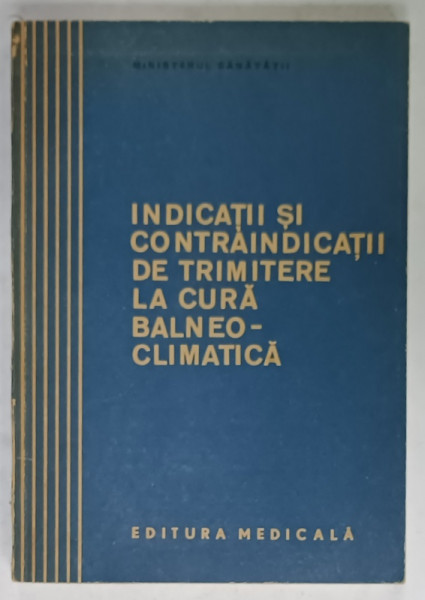 MINISTERUL SĂNĂTĂȚII
INDICAȚII ȘI
CONTRAINDICAȚII
DE TRIMITERE
LA CURĂ
BALNEO-
CLIMATICĂ
EDITURA MEDICALĂ